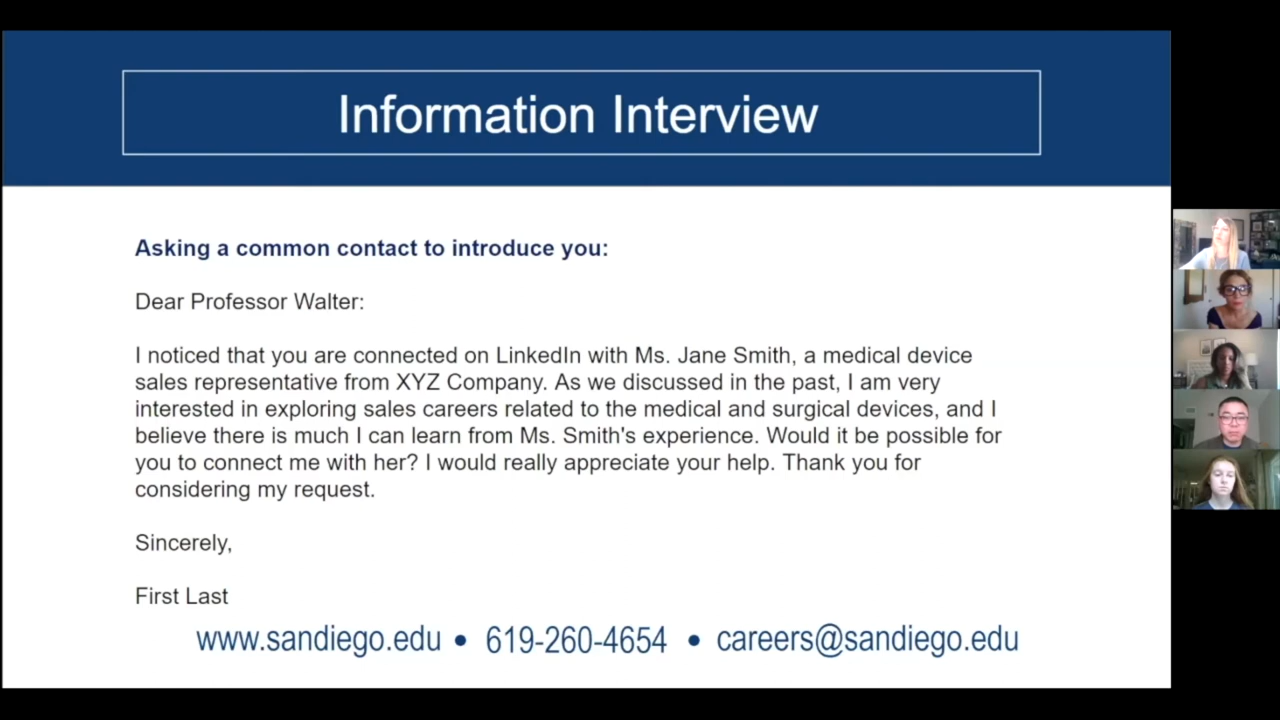 Information Interview
Asking a common contact to introduce you:
Dear Professor Walter:
I noticed that you are connected on LinkedIn with Ms. Jane Smith, a medical device
sales representative from XYZ Company. As we discussed in the past, I am very
interested in exploring sales careers related to the medical and surgical devices, and I
believe there is much I can learn from Ms. Smith's experience. Would it be possible for
you to connect me with her? I would really appreciate your help. Thank you for
considering my request.
Sincerely,
First Last
www.sandiego.edu • 619-260-4654 • careers@sandiego.edu